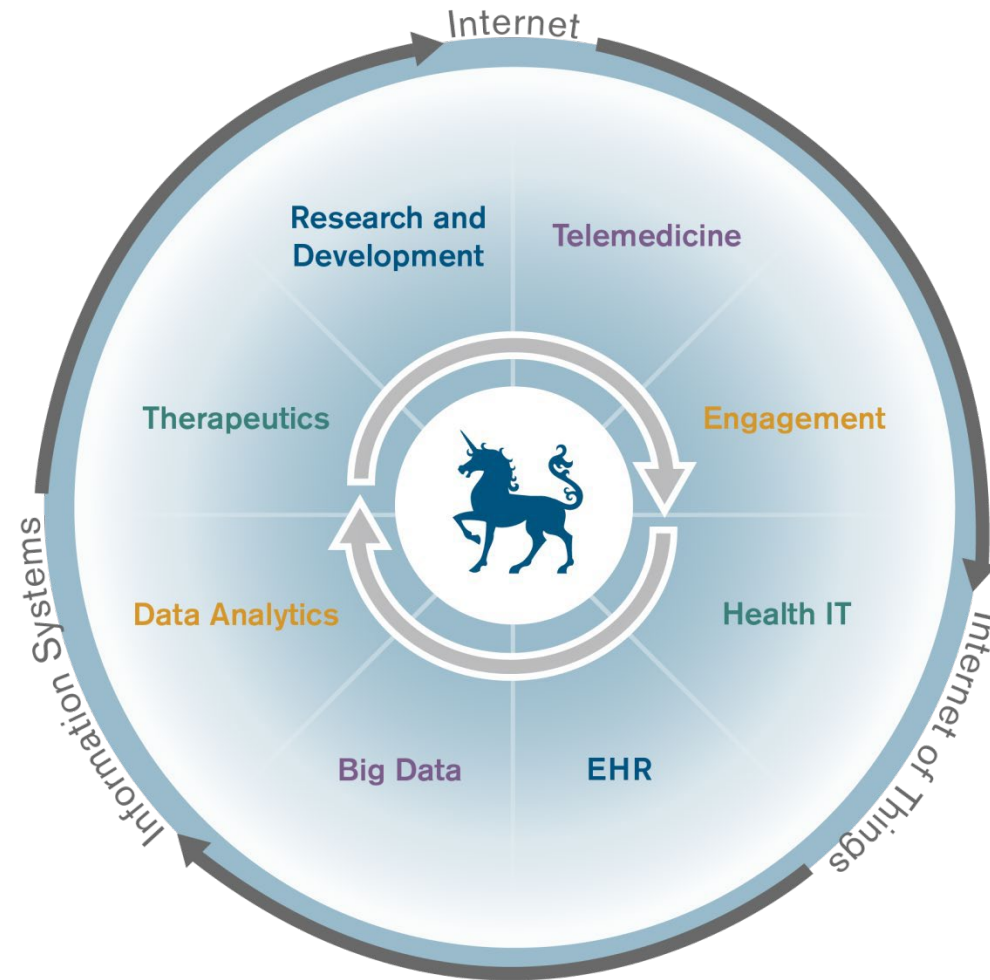 Internet
Research and
Development
Telemedicine
Therapeutics
Engagement
Data Analytics
Health IT
Big Data
EHR
Information Systems
Internet of Things